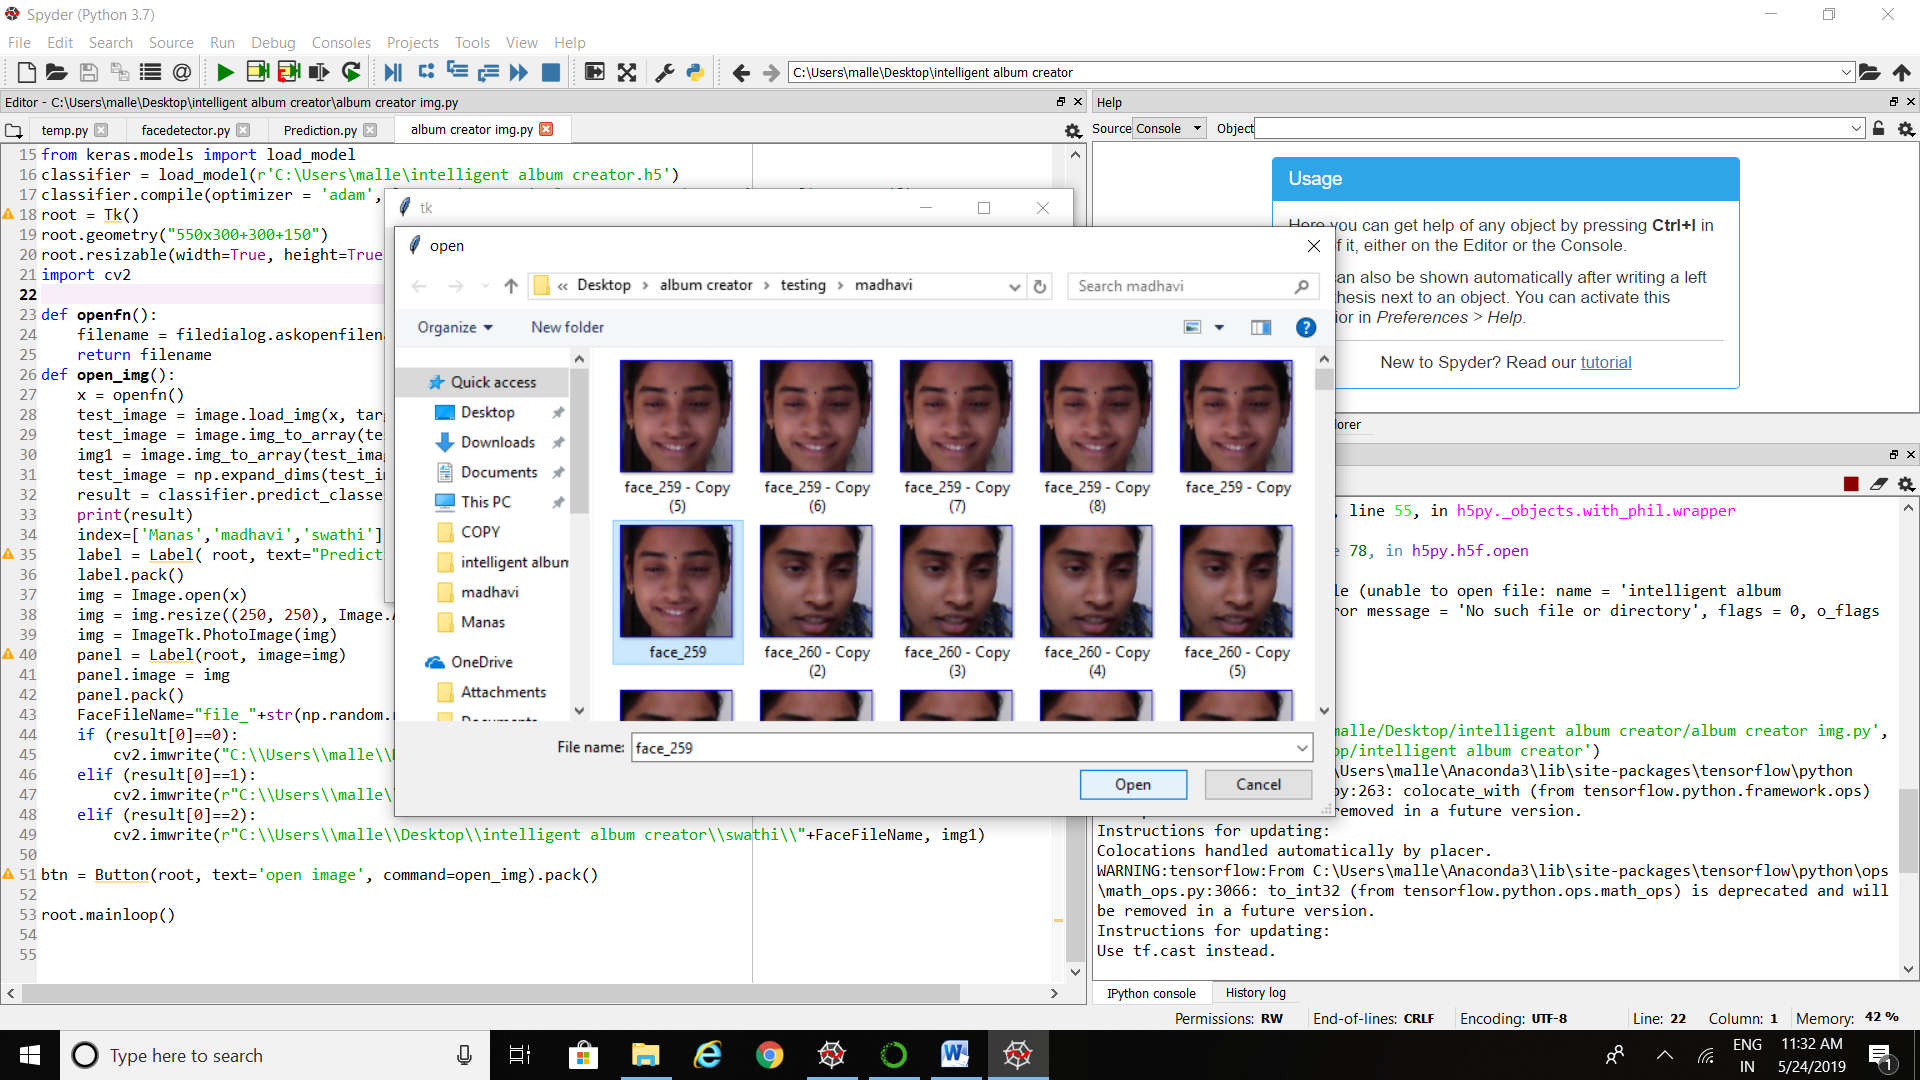 Spyder (Python 3.7)
File Edit Search Source Run Debug Consoles Projects Tools View Help
C:\Users\malle\Desktop\intelligent album creator
Editor - C:\Users\malle\Desktop\intelligent album creator\album creator img.py
temp.py facedetector.py Prediction.py album creator img.py
15 from keras.models import load_model
16 classifier = load_model(r'C:\Users\malle\intelligent album creator.h5')
17 classifier.compile(optimizer = 'adam',
18 root = Tk()
19 root.geometry("550x300+300+150")
20 root.resizable(width=True, height=True
21 import cv2
22
23 def openfn():
24 filename = filedialog.askopenfilena
25 return filename
26 def open_img():
27 x = openfn()
28 test_image = image.load_img(x, targ
29 test_image = image.img_to_array(tes
30 img1 = image.img_to_array(test_imag
31 test_image = np.expand_dims(test_im
32 result = classifier.predict_classes
33 print(result)
34 index=['Manas','madhavi','swathi']
35 label = Label( root, text="Predict
36 label.pack()
37 img = Image.open(x)
38 img = img.resize((250, 250), Image.A
39 img = ImageTk.PhotoImage(img)
40 panel = Label(root, image=img)
41 panel.image = img
42 panel.pack()
43 FaceFileName="file_"+str(np.random.r
44 if (result[0]==0):
45 cv2.imwrite("C:\\Users\\malle\\D
46 elif (result[0]==1):
47 cv2.imwrite(r"C:\\Users\\malle\\
48 elif (result[0]==2):
49 cv2.imwrite(r"C:\\Users\\malle\\Desktop\\intelligent album creator\\swathi\\"+FaceFileName, img1)
50
51 btn = Button(root, text='open image', command=open_img).pack()
52
53 root.mainloop()
54
55
tk
open
« Desktop › album creator › testing › madhavi
Search madhavi
Organize New folder
Quick access
Desktop
Downloads
Documents
This PC
COPY
intelligent album
madhavi
Manas
OneDrive
Attachments
Documents
face_259 - Copy (5)
face_259 - Copy (6)
face_259 - Copy (7)
face_259 - Copy (8)
face_259 - Copy
face_259
face_260 - Copy (2)
face_260 - Copy (3)
face_260 - Copy (4)
face_260 - Copy (5)
File name: face_259
Open Cancel
Help
Source Console Object
Usage
Here you can get help of any object by pressing Ctrl+I in
of it, either on the Editor or the Console.
can also be shown automatically after writing a left
thesis next to an object. You can activate this
ior in Preferences > Help.
New to Spyder? Read our tutorial
lorer
, line 55, in h5py._objects.with_phil.wrapper
78, in h5py.h5f.open
le (unable to open file: name = 'intelligent album
ror message = 'No such file or directory', flags = 0, o_flags
malle/Desktop/intelligent album creator/album creator img.py',
op/intelligent album creator')
\Users\malle\Anaconda3\lib\site-packages\tensorflow\python
py:263: colocate_with (from tensorflow.python.framework.ops)
removed in a future version.
Instructions for updating:
Colocations handled automatically by placer.
WARNING:tensorflow:From C:\Users\malle\Anaconda3\lib\site-packages\tensorflow\python\ops
\math_ops.py:3066: to_int32 (from tensorflow.python.ops.math_ops) is deprecated and will
be removed in a future version.
Instructions for updating:
Use tf.cast instead.
IPython console History log
Permissions: RW End-of-lines: CRLF Encoding: UTF-8 Line: 22 Column: 1 Memory: 42 %
Type here to search
ENG
IN
11:32 AM
5/24/2019
1